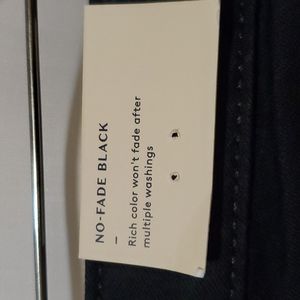 NO-FADE BLACK
—
Rich color won't fade after
multiple washings